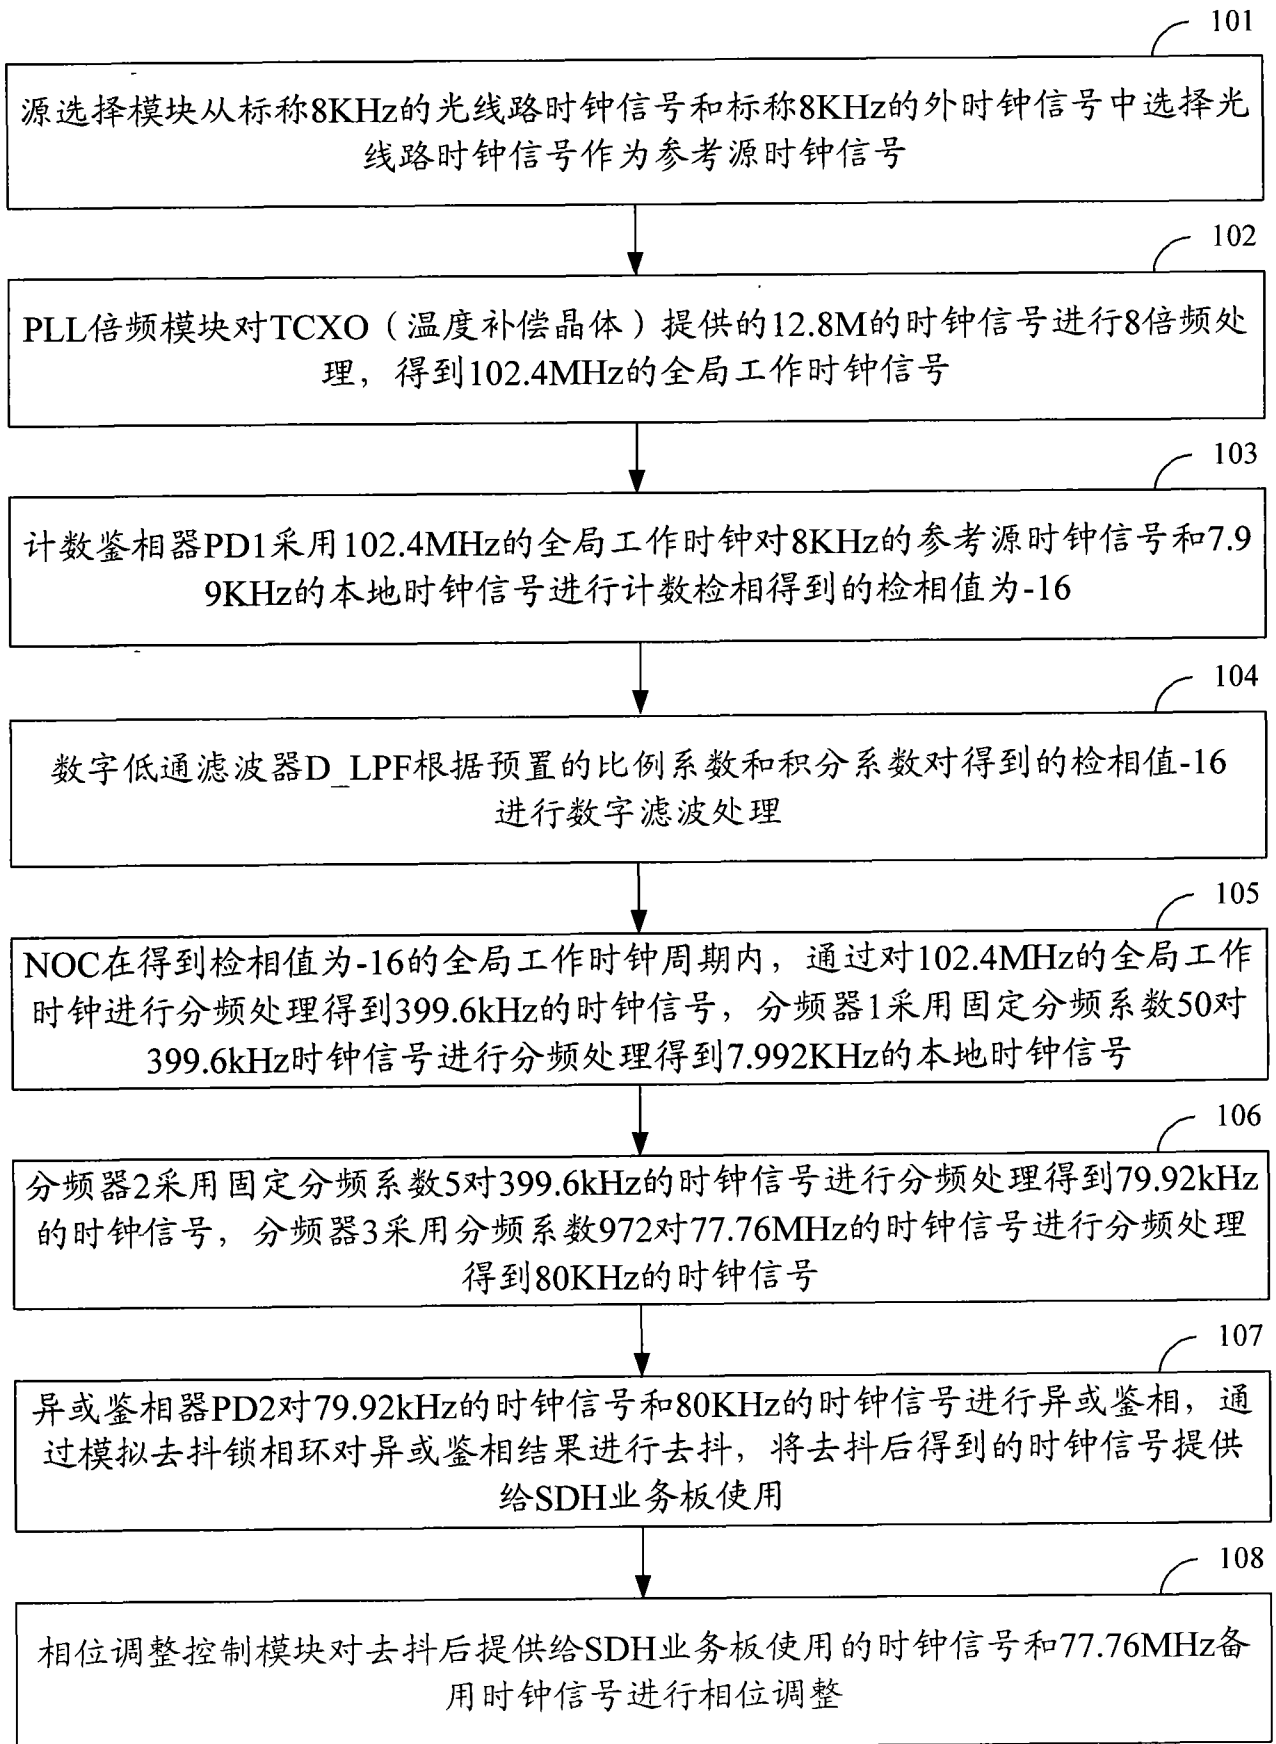 101
源选择模块从标称8KHz的光线路时钟信号和标称8KHz的外时钟信号中选择光
线路时钟信号作为参考源时钟信号
102
PLL倍频模块对TCXO（温度补偿晶体）提供的12.8M的时钟信号进行8倍频处
理，得到102.4MHz的全局工作时钟信号
103
计数鉴相器PD1采用102.4MHz的全局工作时钟对8KHz的参考源时钟信号和7.9
9KHz的本地时钟信号进行计数检相得到的检相值为-16
104
数字低通滤波器D_LPF根据预置的比例系数和积分系数对得到的检相值-16
进行数字滤波处理
105
NOC在得到检相值为-16的全局工作时钟周期内，通过对102.4MHz的全局工作
时钟进行分频处理得到399.6kHz的时钟信号，分频器1采用固定分频系数50对
399.6kHz时钟信号进行分频处理得到7.992KHz的本地时钟信号
106
分频器2采用固定分频系数5对399.6kHz的时钟信号进行分频处理得到79.92kHz
的时钟信号，分频器3采用分频系数972对77.76MHz的时钟信号进行分频处理
得到80KHz的时钟信号
107
异或鉴相器PD2对79.92kHz的时钟信号和80KHz的时钟信号进行异或鉴相，通
过模拟去抖锁相环对异或鉴相结果进行去抖，将去抖后得到的时钟信号提供
给SDH业务板使用
108
相位调整控制模块对去抖后提供给SDH业务板使用的时钟信号和77.76MHz备
用时钟信号进行相位调整